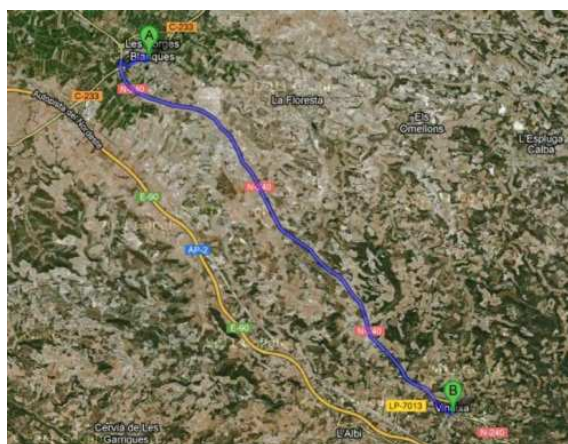 C-233
A
Les Borges
Blanques
N-240
C-233
La Floresta
Autopista del Nordeste
Els
Omellons
L'Espluga
Calba
N-240
E-90
AP-2
E-90
N-240
B
LP-7013
Vinaixa
N-240
L'Albi
Cervia de Les
Garrigues